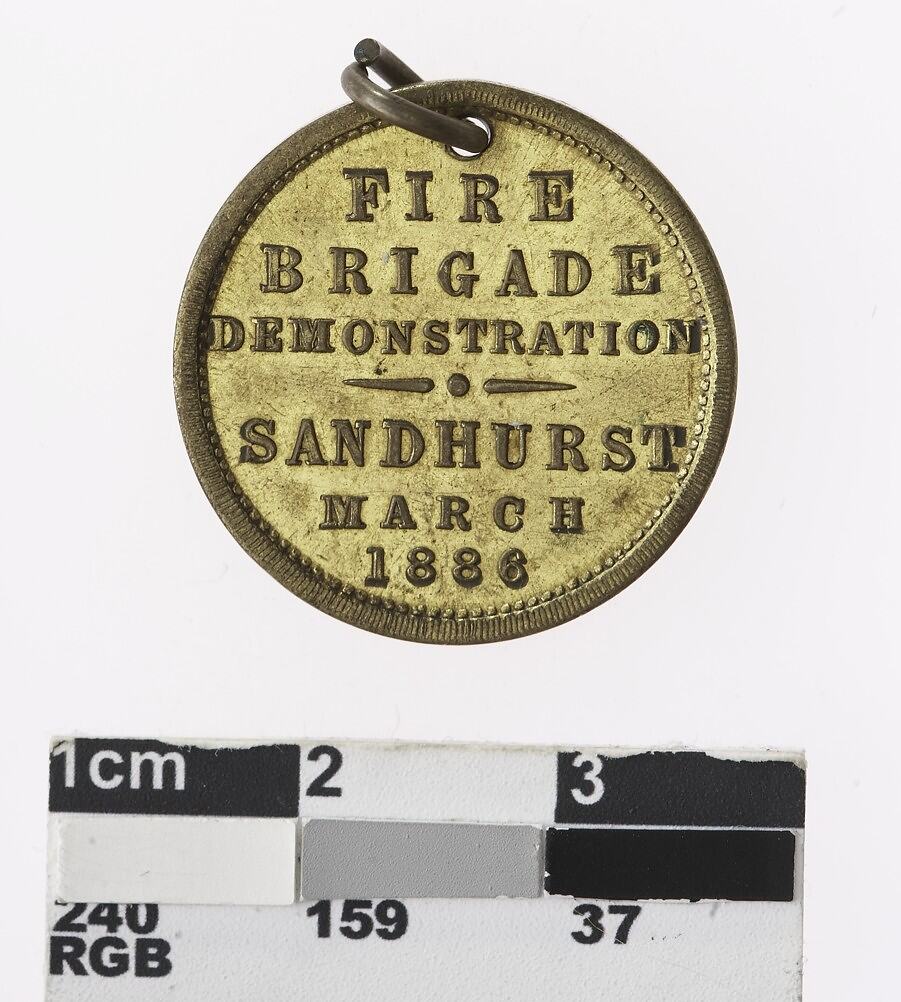 FIRE
BRIGADE
DEMONSTRATION
SANDHURST
MARCH
1886
1cm 2 3
240 159 37
RGB